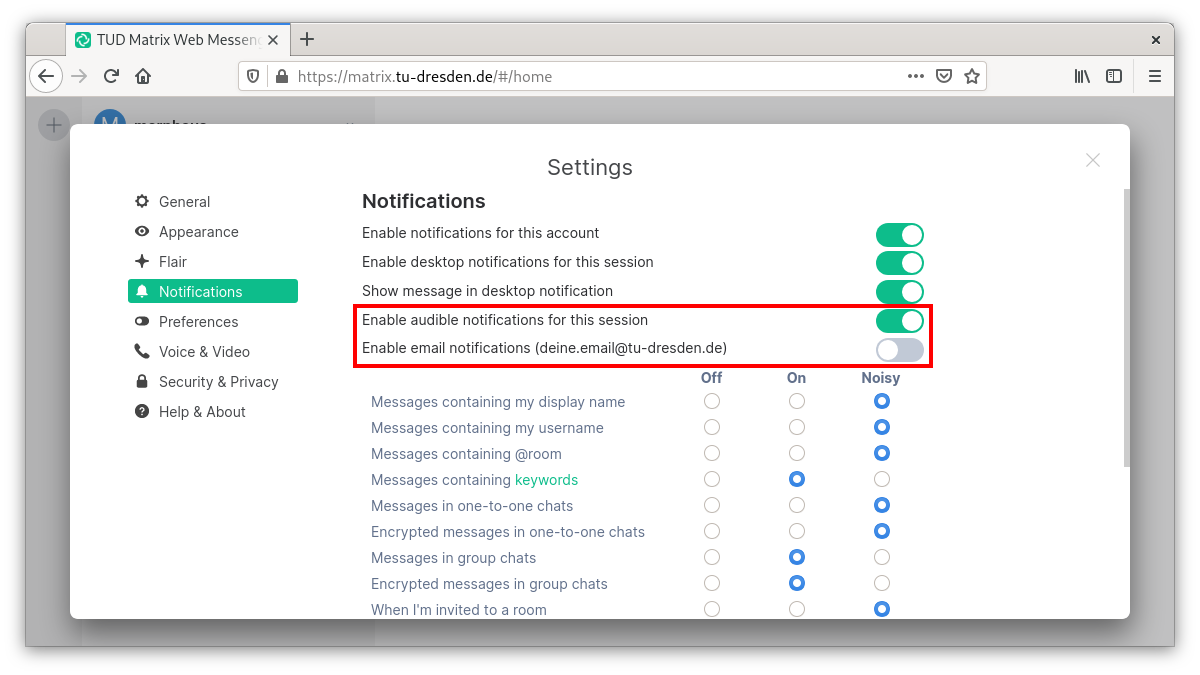 TUD Matrix Web Messeng
https://matrix.tu-dresden.de/#/home
Settings
General
Appearance
Flair
Notifications
Preferences
Voice & Video
Security & Privacy
Help & About
Notifications
Enable notifications for this account
Enable desktop notifications for this session
Show message in desktop notification
Enable audible notifications for this session
Enable email notifications (deine.email@tu-dresden.de)
Off On Noisy
Messages containing my display name
Messages containing my username
Messages containing @room
Messages containing keywords
Messages in one-to-one chats
Encrypted messages in one-to-one chats
Messages in group chats
Encrypted messages in group chats
When I'm invited to a room